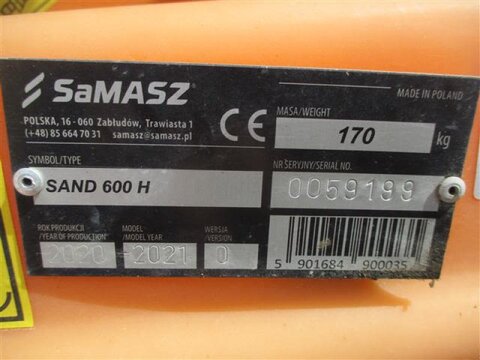 SaMASZ
MADE IN POLAND
POLSKA, 16 - 060 Zabłudów, Trawiasta 1
(+48) 85 664 70 31 samasz@samasz.pl
CE
MASA/WEIGHT
170 kg
SYMBOL/TYPE
SAND 600 H
NR SERYJNY/SERIAL NO.
0059199
ROK PRODUKCJI
/YEAR OF PRODUCTION
2020
MODEL
/MODEL YEAR
2021
WERSJA
/VERSION
0
5 901684 900035